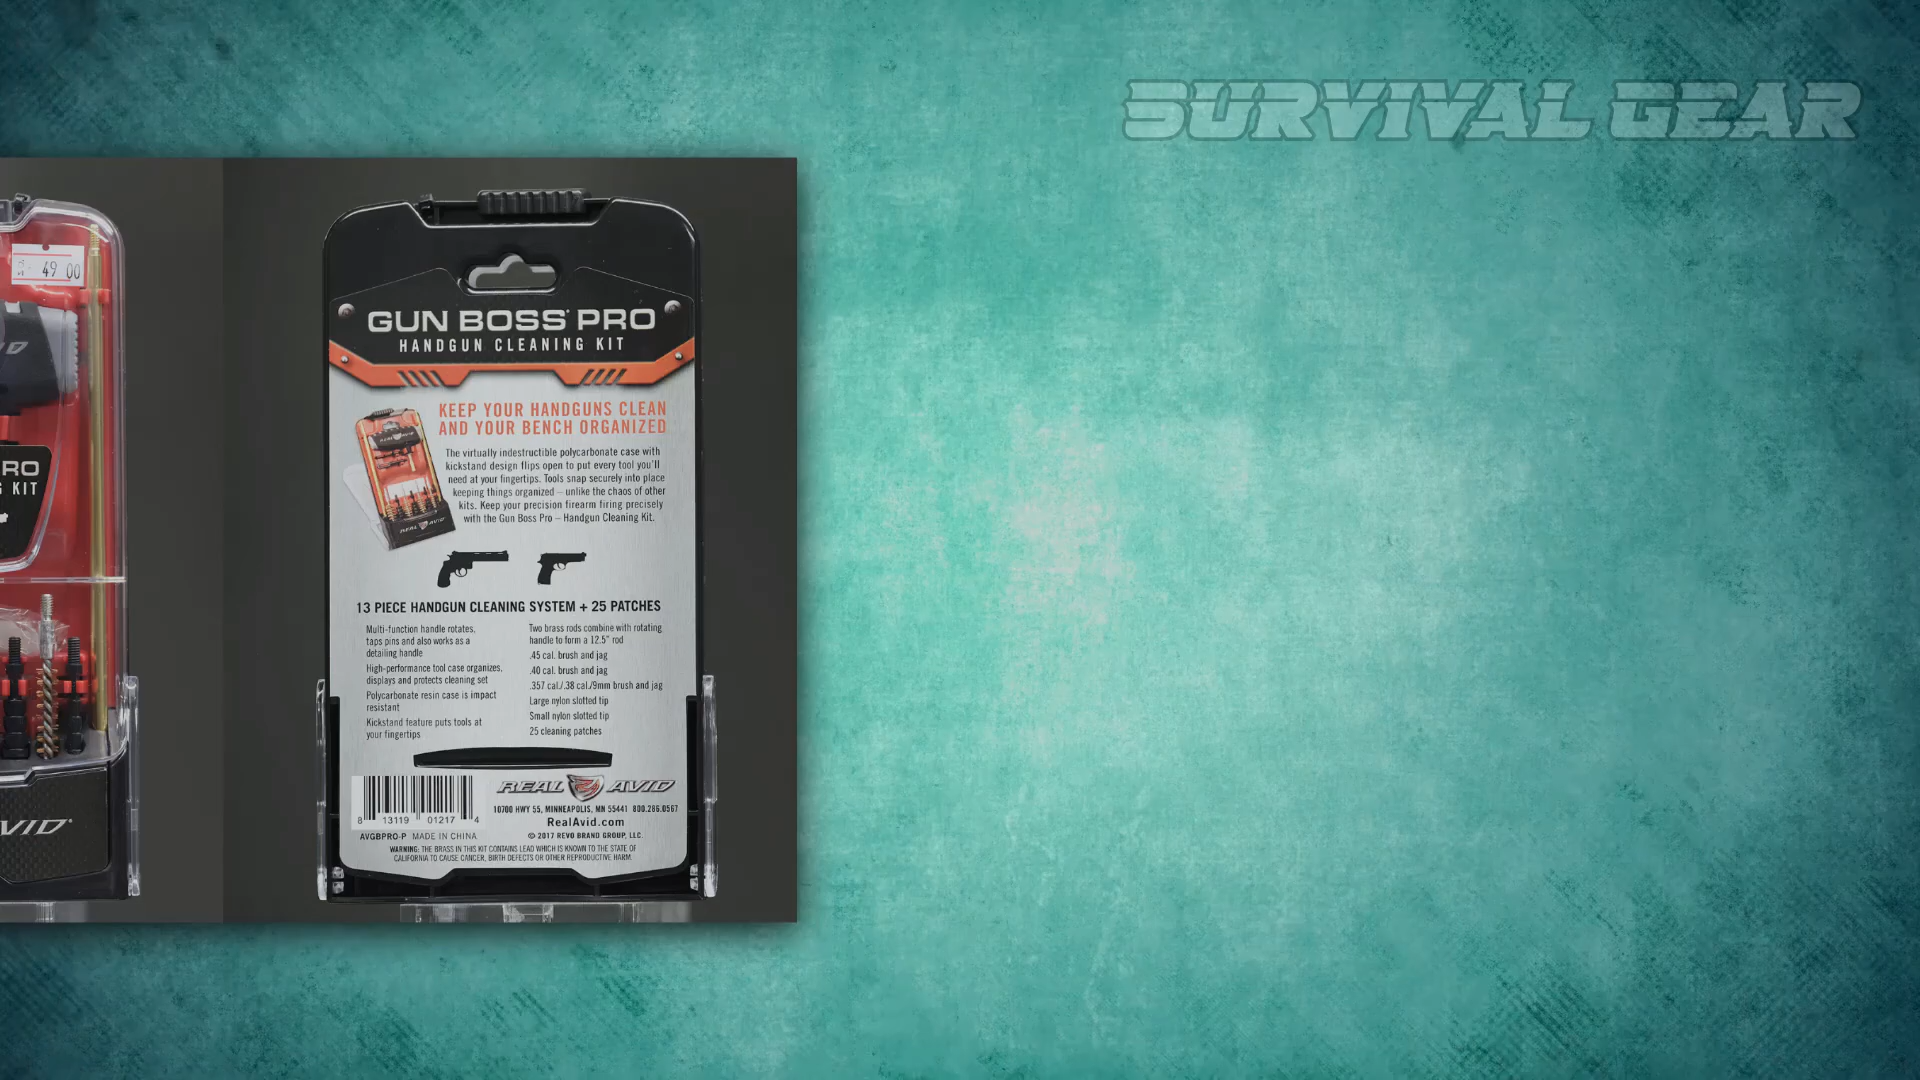 SURVIVAL GEAR
49 00
RO
KIT
VID
GUN BOSS PRO
HANDGUN CLEANING KIT
KEEP YOUR HANDGUNS CLEAN
AND YOUR BENCH ORGANIZED
The virtually indestructible polycarbonate case with
kickstand design flips open to put every tool you'll
need at your fingertips. Tools snap securely into place
keeping things organized – unlike the chaos of other
kits. Keep your precision firearm firing precisely
with the Gun Boss Pro – Handgun Cleaning Kit.
REAL AVID
13 PIECE HANDGUN CLEANING SYSTEM + 25 PATCHES
Multi-function handle rotates,
taps pins and also works as a
detailing handle
High-performance tool case organizes,
displays and protects cleaning set
Polycarbonate resin case is impact
resistant
Kickstand feature puts tools at
your fingertips
Two brass rods combine with rotating
handle to form a 12.5" rod
.45 cal. brush and jag
.40 cal. brush and jag
.357 cal./.38 cal./9mm brush and jag
Large nylon slotted tip
Small nylon slotted tip
25 cleaning patches
8 13119 01217 4
AVGBPRO-P MADE IN CHINA
REAL AVID
10700 HWY 55, MINNEAPOLIS, MN 55441 800.286.0567
RealAvid.com
© 2017 REVO BRAND GROUP, LLC.
WARNING: THE BRASS IN THIS KIT CONTAINS LEAD WHICH IS KNOWN TO THE STATE OF
CALIFORNIA TO CAUSE CANCER, BIRTH DEFECTS OR OTHER REPRODUCTIVE HARM.